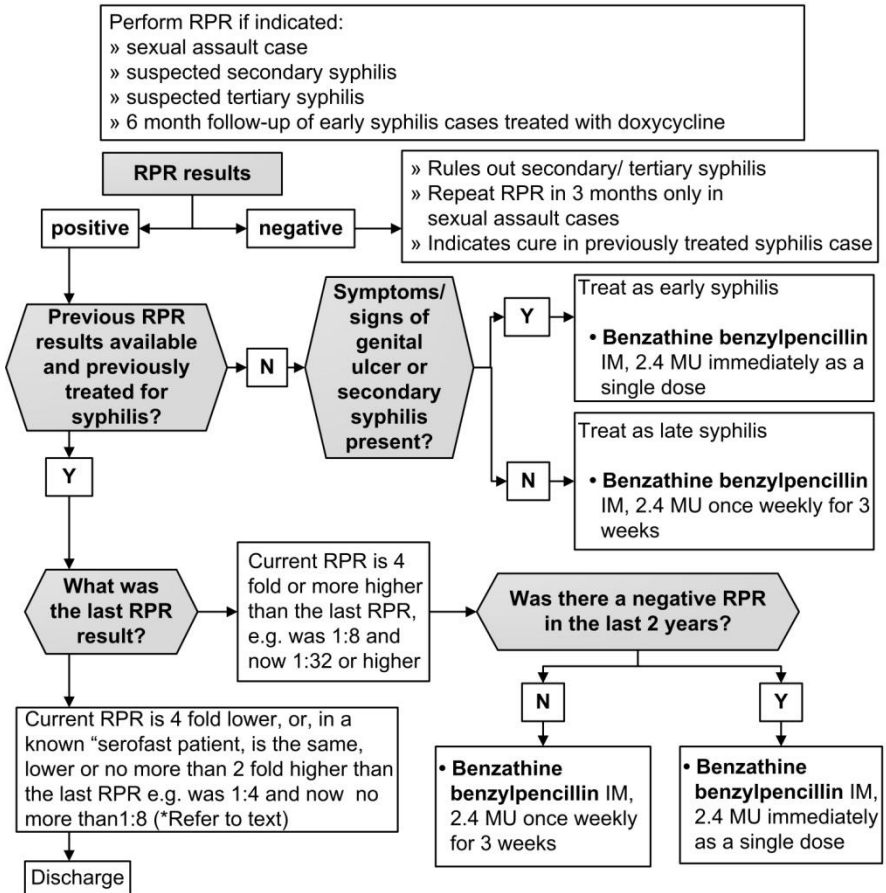 Perform RPR if indicated:
» sexual assault case
» suspected secondary syphilis
» suspected tertiary syphilis
» 6 month follow-up of early syphilis cases treated with doxycycline
RPR results
positive
negative
» Rules out secondary/ tertiary syphilis
» Repeat RPR in 3 months only in
sexual assault cases
» Indicates cure in previously treated syphilis case
Previous RPR
results available
and previously
treated for
syphilis?
N
Symptoms/
signs of
genital
ulcer or
secondary
syphilis
present?
Y
Treat as early syphilis
• Benzathine benzylpencillin
IM, 2.4 MU immediately as a
single dose
N
Treat as late syphilis
• Benzathine benzylpencillin
IM, 2.4 MU once weekly for 3
weeks
Y
What was
the last RPR
result?
Current RPR is 4
fold or more higher
than the last RPR,
e.g. was 1:8 and
now 1:32 or higher
Was there a negative RPR
in the last 2 years?
N
Y
• Benzathine
benzylpencillin IM,
2.4 MU once weekly
for 3 weeks
• Benzathine
benzylpencillin IM,
2.4 MU immediately
as a single dose
Current RPR is 4 fold lower, or, in a
known “serofast patient, is the same,
lower or no more than 2 fold higher than
the last RPR e.g. was 1:4 and now no
more than1:8 (*Refer to text)
Discharge